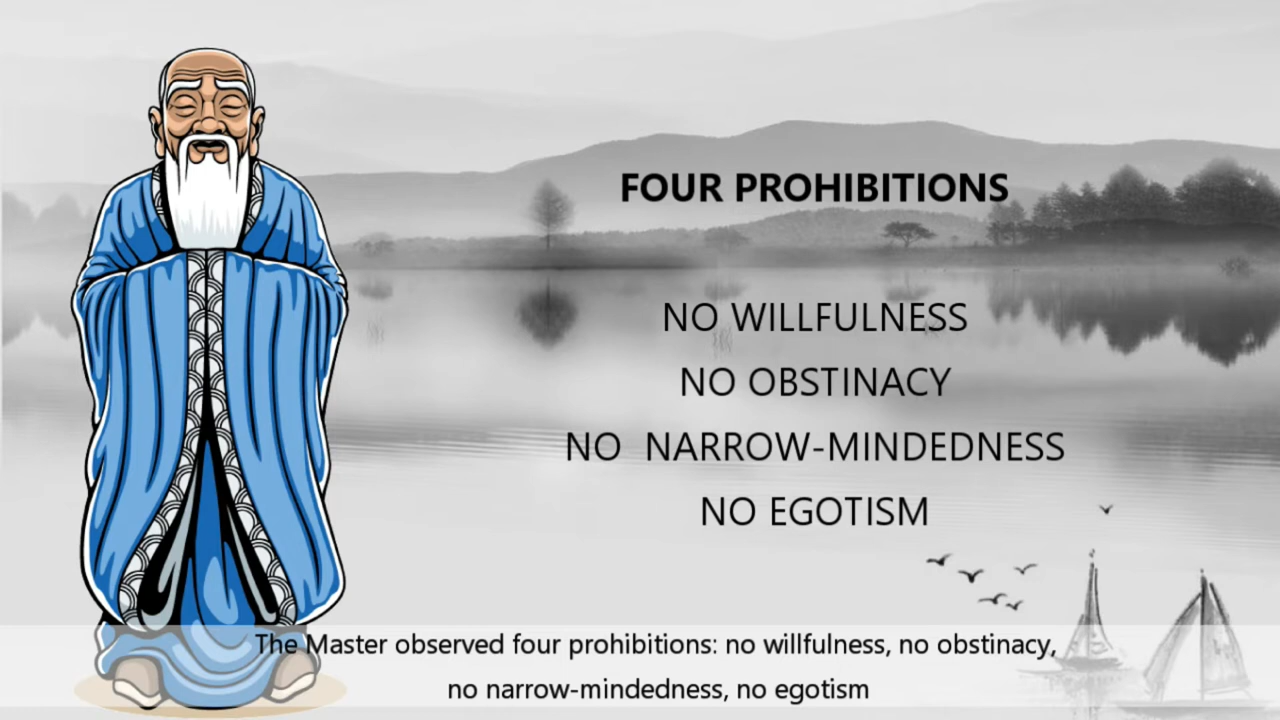 FOUR PROHIBITIONS
NO WILLFULNESS
NO OBSTINACY
NO NARROW-MINDEDNESS
NO EGOTISM
The Master observed four prohibitions: no willfulness, no obstinacy,
no narrow-mindedness, no egotism